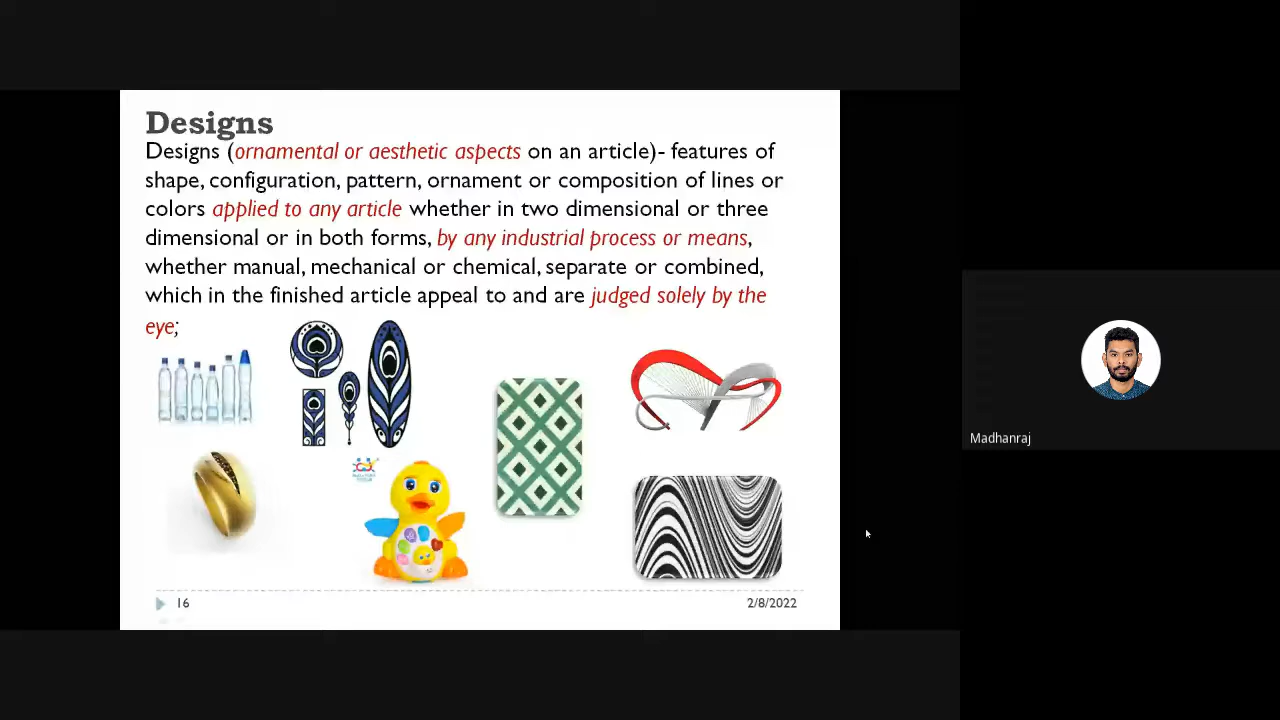 Designs
Designs (ornamental or aesthetic aspects on an article)- features of
shape, configuration, pattern, ornament or composition of lines or
colors applied to any article whether in two dimensional or three
dimensional or in both forms, by any industrial process or means,
whether manual, mechanical or chemical, separate or combined,
which in the finished article appeal to and are judged solely by the
eye;
16
2/8/2022
Madhanraj